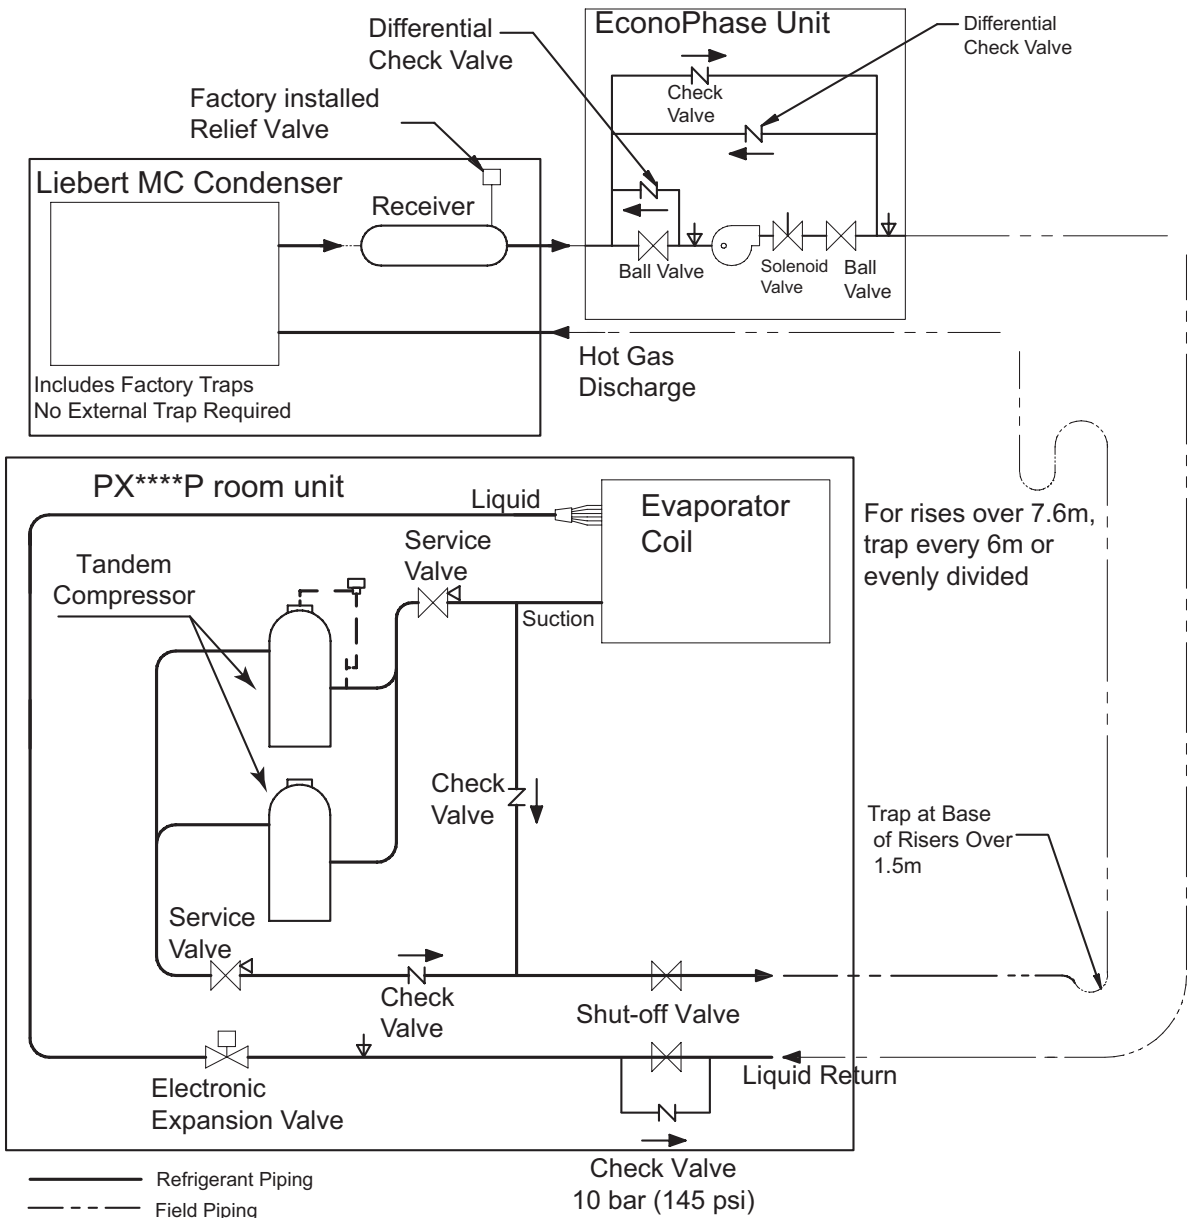 Differential
Check Valve
EconoPhase Unit
Differential
Check Valve
Check
Valve
Factory installed
Relief Valve
Liebert MC Condenser
Receiver
Ball Valve
Solenoid
Valve
Ball
Valve
Hot Gas
Discharge
Includes Factory Traps
No External Trap Required
PX****P room unit
Liquid
Evaporator
Coil
For rises over 7.6m,
trap every 6m or
evenly divided
Service
Valve
Tandem
Compressor
Suction
Check
Valve
Trap at Base
of Risers Over
1.5m
Service
Valve
Check
Valve
Shut-off Valve
Electronic
Expansion Valve
Liquid Return
Check Valve
10 bar (145 psi)
Refrigerant Piping
Field Piping